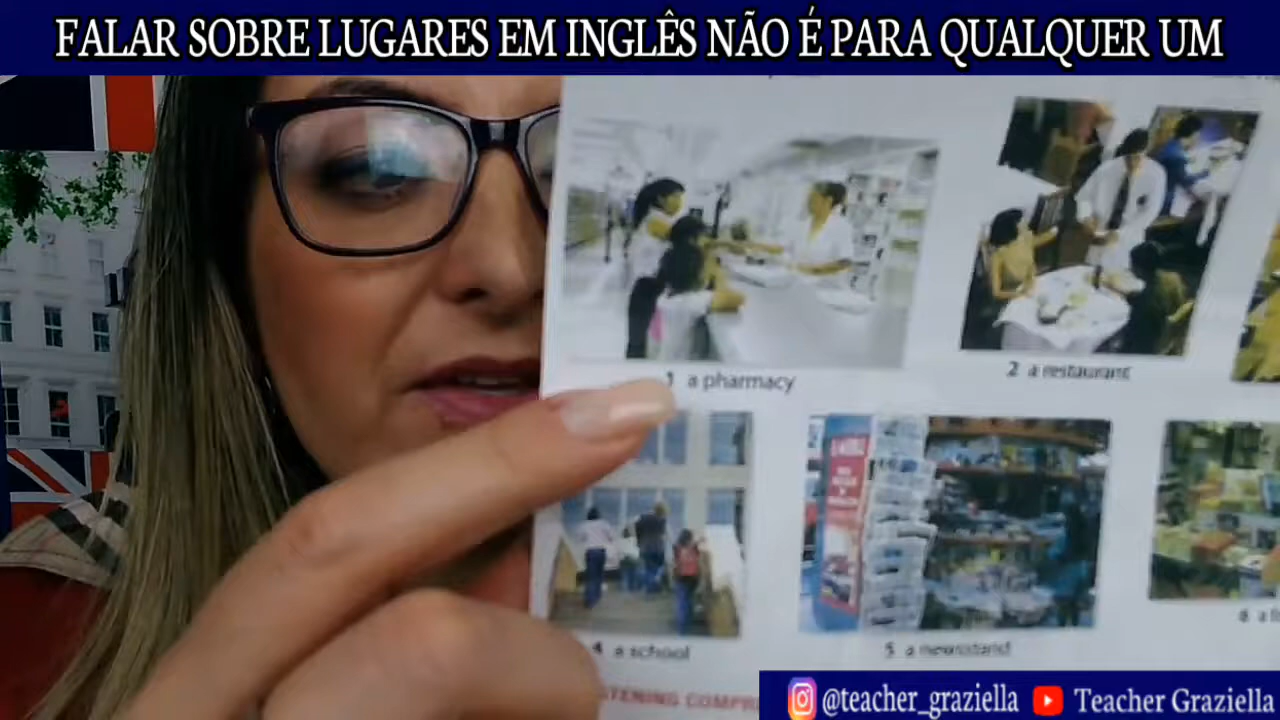 FALAR SOBRE LUGARES EM INGLÊS NÃO É PARA QUALQUER UM
1 a pharmacy
2 a restaurant
4 a school
5 a newsstand
@teacher_graziella Teacher Graziella